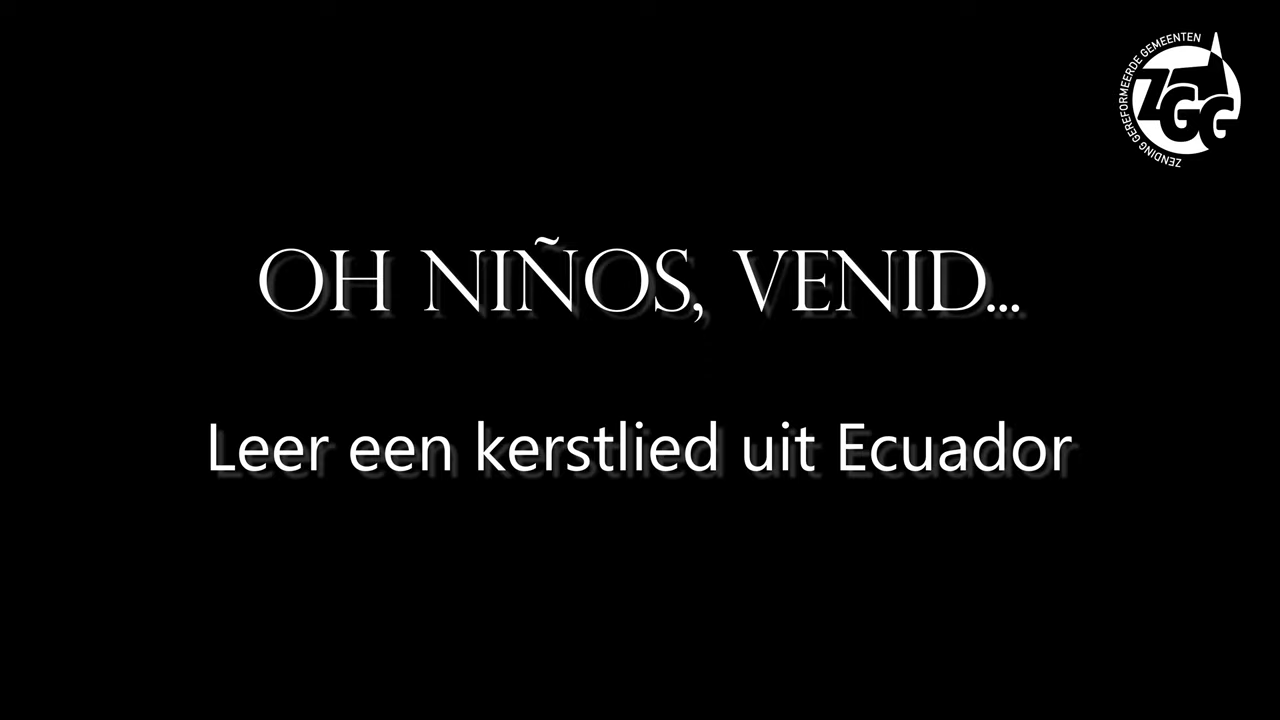 ZENDING GEREFORMEERDE GEMEENTEN
ZGG
OH NIÑOS, VENID...
Leer een kerstlied uit Ecuador